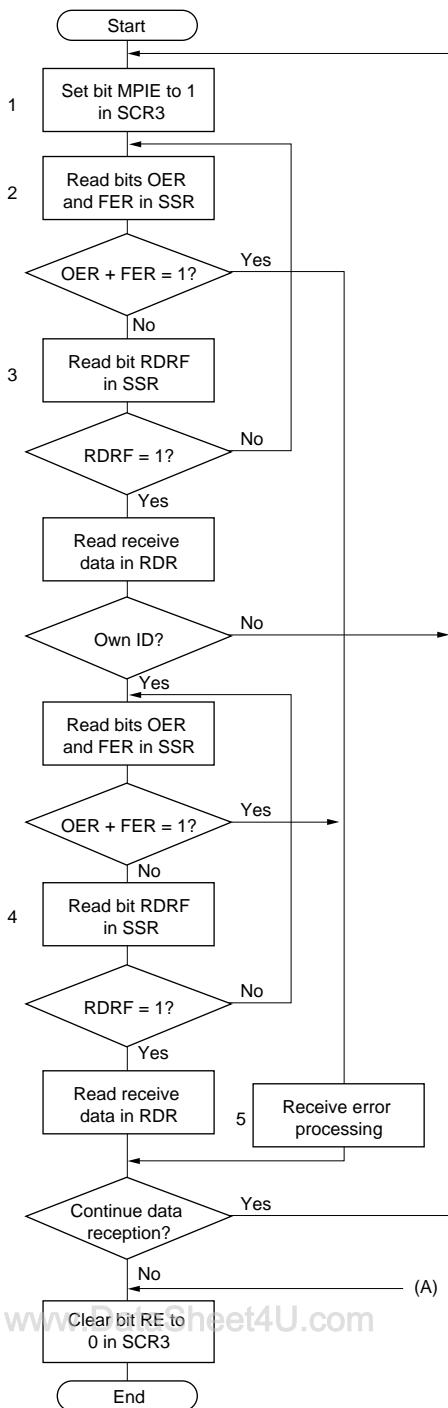 Start
1
Set bit MPIE to 1
in SCR3
2
Read bits OER
and FER in SSR
OER + FER = 1?
Yes
No
3
Read bit RDRF
in SSR
RDRF = 1?
No
Yes
Read receive
data in RDR
Own ID?
No
Yes
Read bits OER
and FER in SSR
OER + FER = 1?
Yes
No
4
Read bit RDRF
in SSR
RDRF = 1?
No
Yes
Read receive
data in RDR
5
Receive error
processing
Continue data
reception?
Yes
No
(A)
Clear bit RE to
0 in SCR3
www.DataSheet4U.com
End